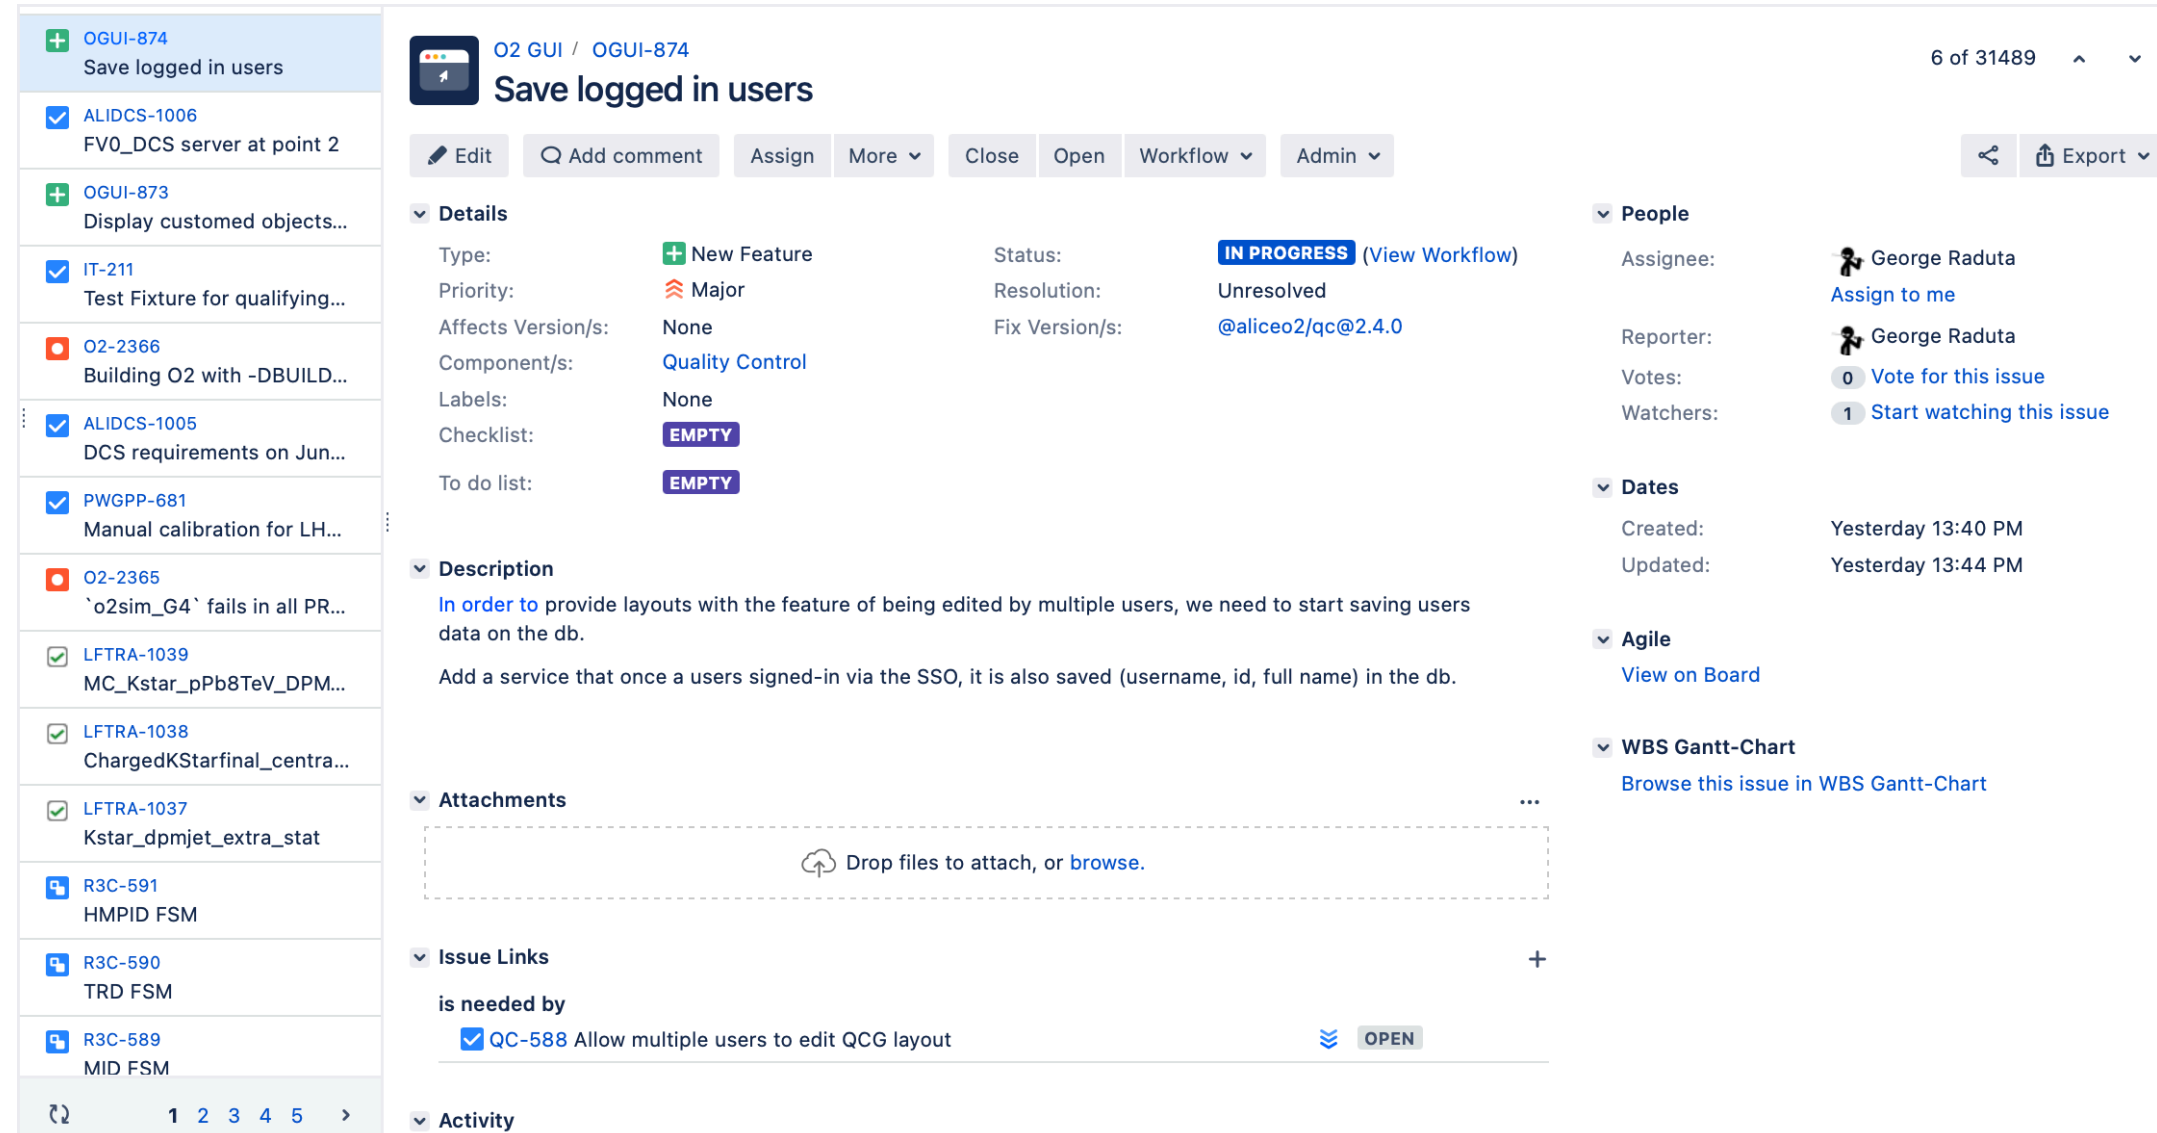 OGUI-874
Save logged in users
ALIDCS-1006
FV0_DCS server at point 2
OGUI-873
Display customed objects...
IT-211
Test Fixture for qualifying...
O2-2366
Building O2 with -DBUILD...
ALIDCS-1005
DCS requirements on Jun...
PWGPP-681
Manual calibration for LH...
O2-2365
`o2sim_G4` fails in all PR...
LFTRA-1039
MC_Kstar_pPb8TeV_DPM...
LFTRA-1038
ChargedKStarfinal_centra...
LFTRA-1037
Kstar_dpmjet_extra_stat
R3C-591
HMPID FSM
R3C-590
TRD FSM
R3C-589
MID FSM
1 2 3 4 5
O2 GUI / OGUI-874
Save logged in users
6 of 31489
Edit Add comment Assign More Close Open Workflow Admin Export
Details
Type: New Feature
Priority: Major
Affects Version/s: None
Component/s: Quality Control
Labels: None
Checklist: EMPTY
To do list: EMPTY
Status: IN PROGRESS (View Workflow)
Resolution: Unresolved
Fix Version/s: @aliceo2/qc@2.4.0
Description
In order to provide layouts with the feature of being edited by multiple users, we need to start saving users
data on the db.
Add a service that once a users signed-in via the SSO, it is also saved (username, id, full name) in the db.
Attachments
Drop files to attach, or browse.
Issue Links
is needed by
QC-588 Allow multiple users to edit QCG layout OPEN
Activity
People
Assignee: George Raduta
Assign to me
Reporter: George Raduta
Votes: 0 Vote for this issue
Watchers: 1 Start watching this issue
Dates
Created: Yesterday 13:40 PM
Updated: Yesterday 13:44 PM
Agile
View on Board
WBS Gantt-Chart
Browse this issue in WBS Gantt-Chart